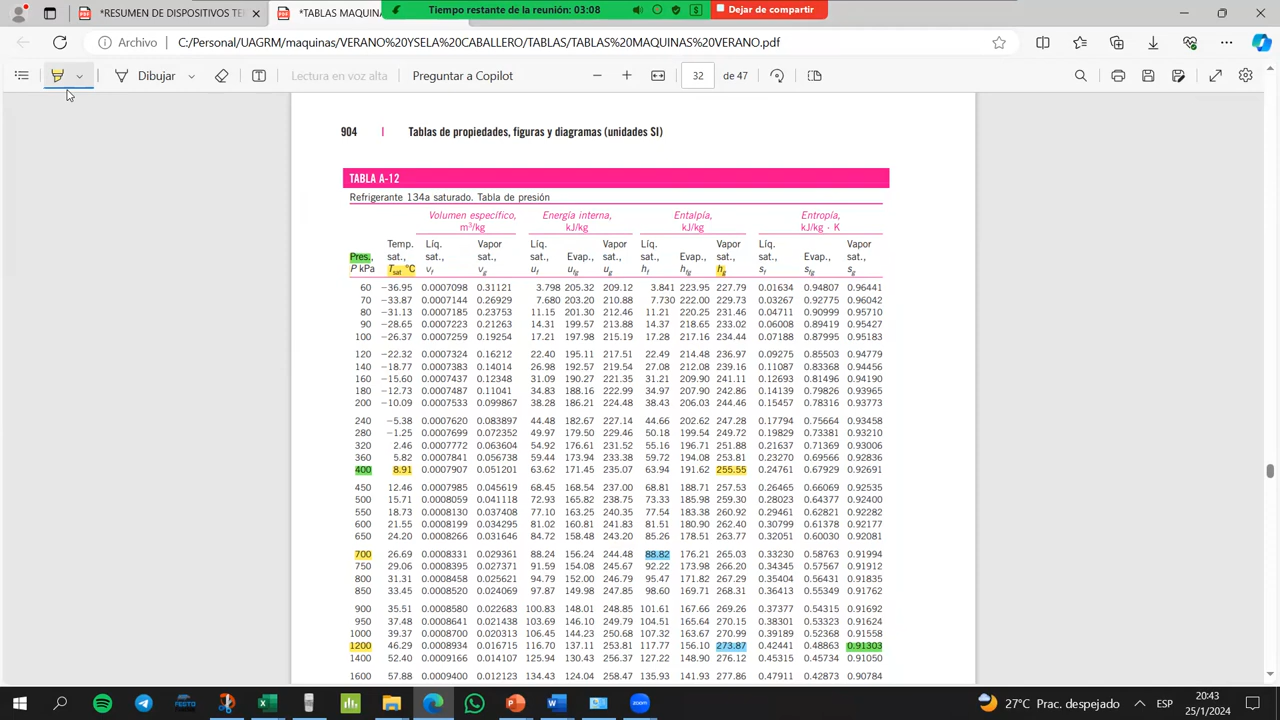 *RESUMEN DE DISPOSITIVOS TE
*TABLAS MAQUINA
Tiempo restante de la reunión: 03:08
Dejar de compartir
Archivo C:/Personal/UAGRM/maquinas/VERANO%20YSELA%20CABALLERO/TABLAS/TABLAS%20MAQUINAS%20VERANO.pdf
Dibujar Lectura en voz alta Preguntar a Copilot 32 de 47
904 Tablas de propiedades, figuras y diagramas (unidades SI)
TABLA A-12
Refrigerante 134a saturado. Tabla de presión
Volumen específico, Energía interna, Entalpía, Entropía,
m³/kg kJ/kg kJ/kg kJ/kg · K
Temp. Líq. Vapor Líq. Vapor Líq. Vapor Líq. Vapor
Pres., sat., sat., sat., sat., Evap., sat., sat., Evap., sat., sat., Evap., sat.,
P kPa Tsat °C vf vg uf ufg ug hf hfg hg sf sfg sg
60 −36.95 0.0007098 0.31121 3.798 205.32 209.12 3.841 223.95 227.79 0.01634 0.94807 0.96441
70 −33.87 0.0007144 0.26929 7.680 203.20 210.88 7.730 222.00 229.73 0.03267 0.92775 0.96042
80 −31.13 0.0007185 0.23753 11.15 201.30 212.46 11.21 220.25 231.46 0.04711 0.90999 0.95710
90 −28.65 0.0007223 0.21263 14.31 199.57 213.88 14.37 218.65 233.02 0.06008 0.89419 0.95427
100 −26.37 0.0007259 0.19254 17.21 197.98 215.19 17.28 217.16 234.44 0.07188 0.87995 0.95183
120 −22.32 0.0007324 0.16212 22.40 195.11 217.51 22.49 214.48 236.97 0.09275 0.85503 0.94779
140 −18.77 0.0007383 0.14014 26.98 192.57 219.54 27.08 212.08 239.16 0.11087 0.83368 0.94456
160 −15.60 0.0007437 0.12348 31.09 190.27 221.35 31.21 209.90 241.11 0.12693 0.81496 0.94190
180 −12.73 0.0007487 0.11041 34.83 188.16 222.99 34.97 207.90 242.86 0.14139 0.79826 0.93965
200 −10.09 0.0007533 0.099867 38.28 186.21 224.48 38.43 206.03 244.46 0.15457 0.78316 0.93773
240 −5.38 0.0007620 0.083897 44.48 182.67 227.14 44.66 202.62 247.28 0.17794 0.75664 0.93458
280 −1.25 0.0007699 0.072352 49.97 179.50 229.46 50.18 199.54 249.72 0.19829 0.73381 0.93210
320 2.46 0.0007772 0.063604 54.92 176.61 231.52 55.16 196.71 251.88 0.21637 0.71369 0.93006
360 5.82 0.0007841 0.056738 59.44 173.94 233.38 59.72 194.08 253.81 0.23270 0.69566 0.92836
400 8.91 0.0007907 0.051201 63.62 171.45 235.07 63.94 191.62 255.55 0.24761 0.67929 0.92691
450 12.46 0.0007985 0.045619 68.45 168.54 237.00 68.81 188.71 257.53 0.26465 0.66069 0.92535
500 15.71 0.0008059 0.041118 72.93 165.82 238.75 73.33 185.98 259.30 0.28023 0.64377 0.92400
550 18.73 0.0008130 0.037408 77.10 163.25 240.35 77.54 183.38 260.92 0.29461 0.62821 0.92282
600 21.55 0.0008199 0.034295 81.02 160.81 241.83 81.51 180.90 262.40 0.30799 0.61378 0.92177
650 24.20 0.0008266 0.031646 84.72 158.48 243.20 85.26 178.51 263.77 0.32051 0.60030 0.92081
700 26.69 0.0008331 0.029361 88.24 156.24 244.48 88.82 176.21 265.03 0.33230 0.58763 0.91994
750 29.06 0.0008395 0.027371 91.59 154.08 245.67 92.22 173.98 266.20 0.34345 0.57567 0.91912
800 31.31 0.0008458 0.025621 94.79 152.00 246.79 95.47 171.82 267.29 0.35404 0.56431 0.91835
850 33.45 0.0008520 0.024069 97.87 149.98 247.85 98.60 169.71 268.31 0.36413 0.55349 0.91762
900 35.51 0.0008580 0.022683 100.83 148.01 248.85 101.61 167.66 269.26 0.37377 0.54315 0.91692
950 37.48 0.0008641 0.021438 103.69 146.10 249.79 104.51 165.64 270.15 0.38301 0.53323 0.91624
1000 39.37 0.0008700 0.020313 106.45 144.23 250.68 107.32 163.67 270.99 0.39189 0.52368 0.91558
1200 46.29 0.0008934 0.016715 116.70 137.11 253.81 117.77 156.10 273.87 0.42441 0.48863 0.91303
1400 52.40 0.0009166 0.014107 125.94 130.43 256.37 127.22 148.90 276.12 0.45315 0.45734 0.91050
1600 57.88 0.0009400 0.012123 134.43 124.04 258.47 135.93 141.93 277.86 0.47911 0.42873 0.90784
27°C Prac. despejado ESP 20:43
25/1/2024